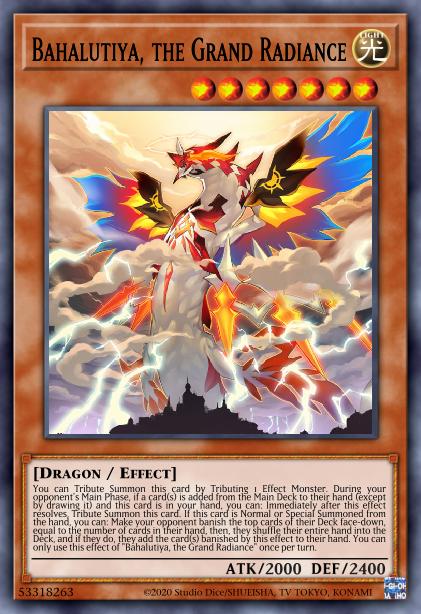 BAHALUTIYA, THE GRAND RADIANCE
LIGHT
光
[DRAGON / EFFECT]
You can Tribute Summon this card by Tributing 1 Effect Monster. During your
opponent's Main Phase, if a card(s) is added from the Main Deck to their hand (except
by drawing it) and this card is in your hand, you can: Immediately after this effect
resolves, Tribute Summon this card. If this card is Normal or Special Summoned from
the hand, you can: Make your opponent banish the top cards of their Deck face-down,
equal to the number of cards in their hand, then, they shuffle their entire hand into the
Deck, and if they do, they add the card(s) banished by this effect to their hand. You can
only use this effect of "Bahalutiya, the Grand Radiance" once per turn.
ATK/2000 DEF/2400
53318263
©2020 Studio Dice/SHUEISHA, TV TOKYO, KONAMI